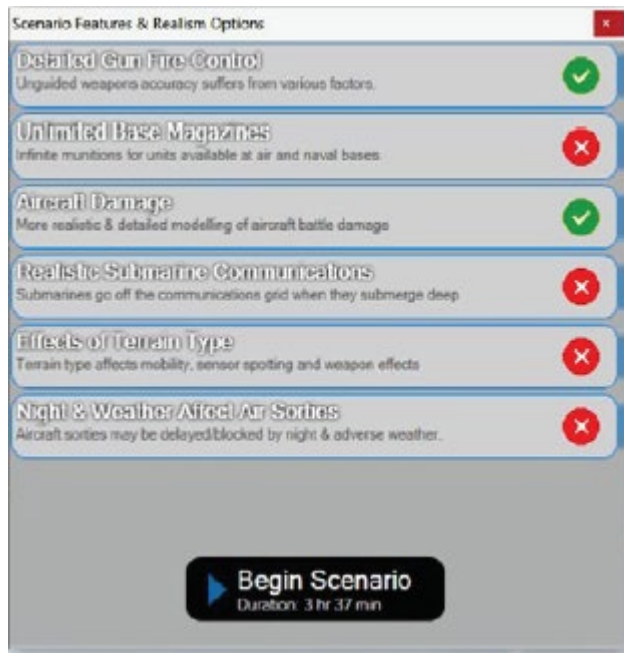 Scenario Features & Realism Options
x
Detailed Gun Fire Control
Unguided weapons accuracy suffers from various factors.
Unlimited Base Magazines
Infinite munitions for units available at air and naval bases
Aircraft Damage
More realistic & detailed modelling of aircraft battle damage
Realistic Submarine Communications
Submarines go off the communications grid when they submerge deep
Effects of Terrain Type
Terrain type affects mobility, sensor spotting and weapon effects
Night & Weather Affect Air Sorties
Aircraft sorties may be delayed/blocked by night & adverse weather.
Begin Scenario
Duration: 3 hr 37 min